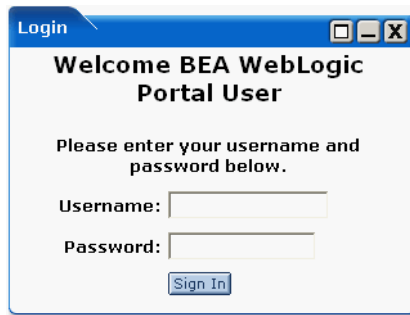 Login
Welcome BEA WebLogic
Portal User
Please enter your username and
password below.
Username:
Password:
Sign In